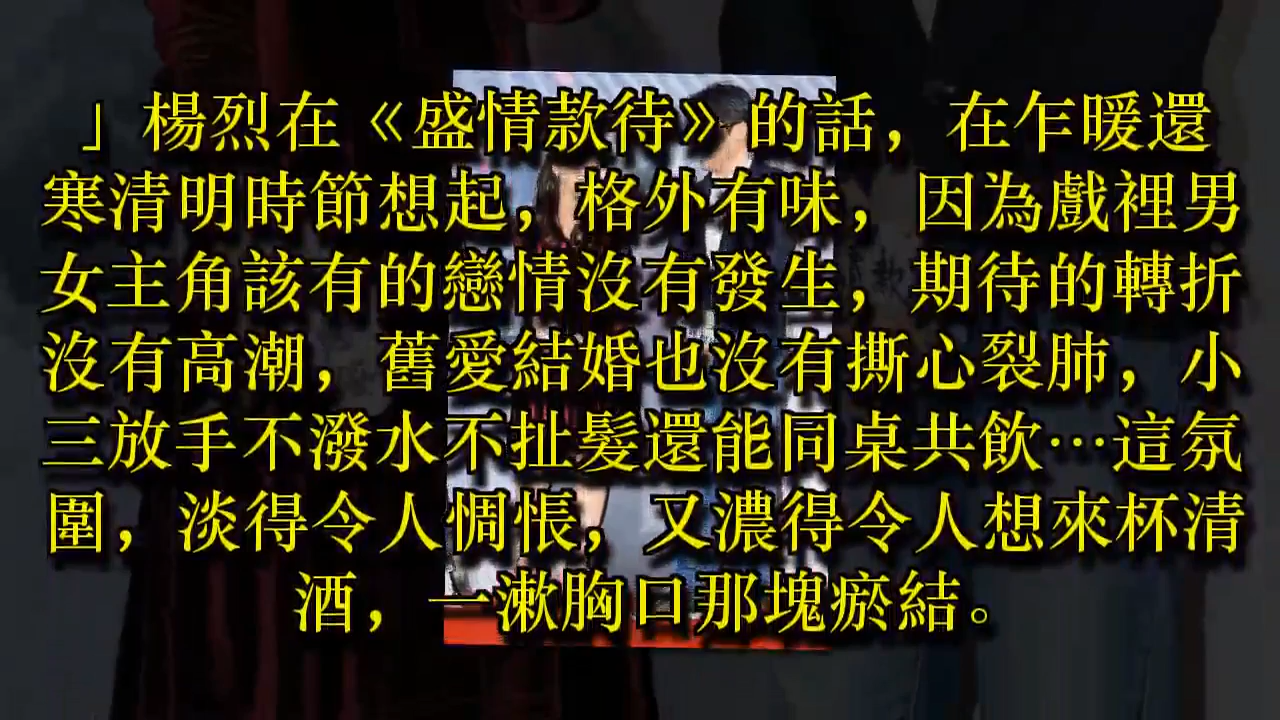 」楊烈在《盛情款待》的話，在乍暖還
寒清明時節想起，格外有味，因為戲裡男
女主角該有的戀情沒有發生，期待的轉折
沒有高潮，舊愛結婚也沒有撕心裂肺，小
三放手不潑水不扯髮還能同桌共飲…這氛
圍，淡得令人惆悵，又濃得令人想來杯清
酒，一漱胸口那塊瘀結。